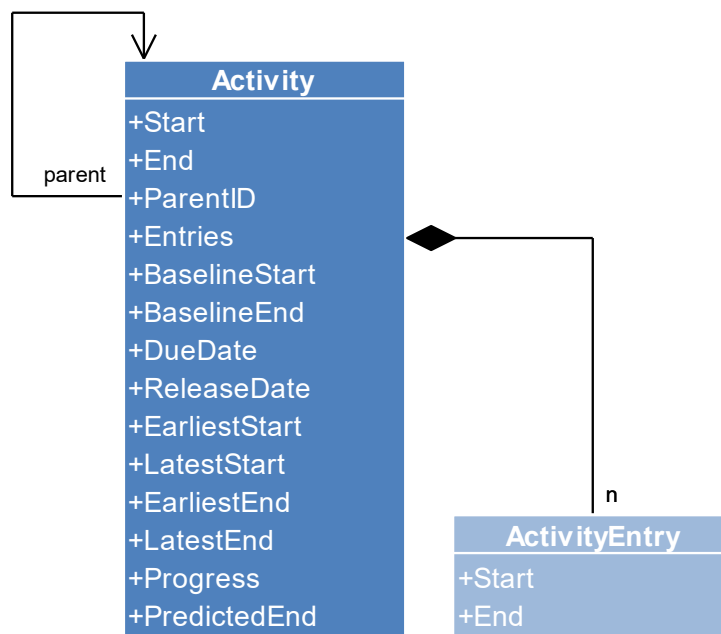 Activity
+Start
+End
parent
+ParentID
+Entries
+BaselineStart
+BaselineEnd
+DueDate
+ReleaseDate
+EarliestStart
+LatestStart
+EarliestEnd
+LatestEnd
+Progress
+PredictedEnd
n
ActivityEntry
+Start
+End